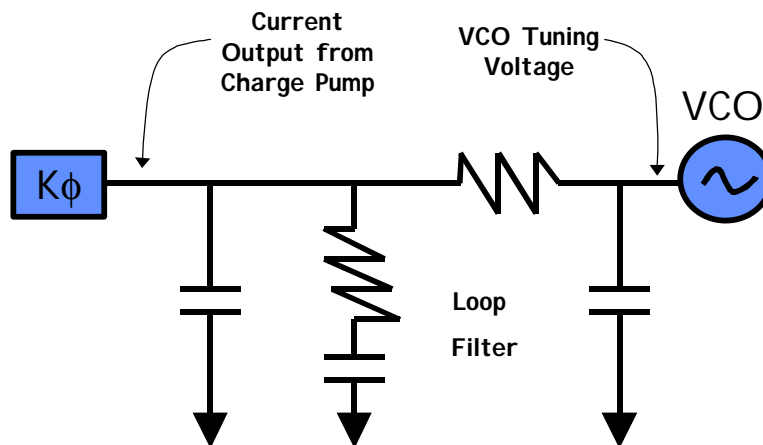 Current
Output from
Charge Pump
VCO Tuning
Voltage
VCO
Kϕ
Loop
Filter